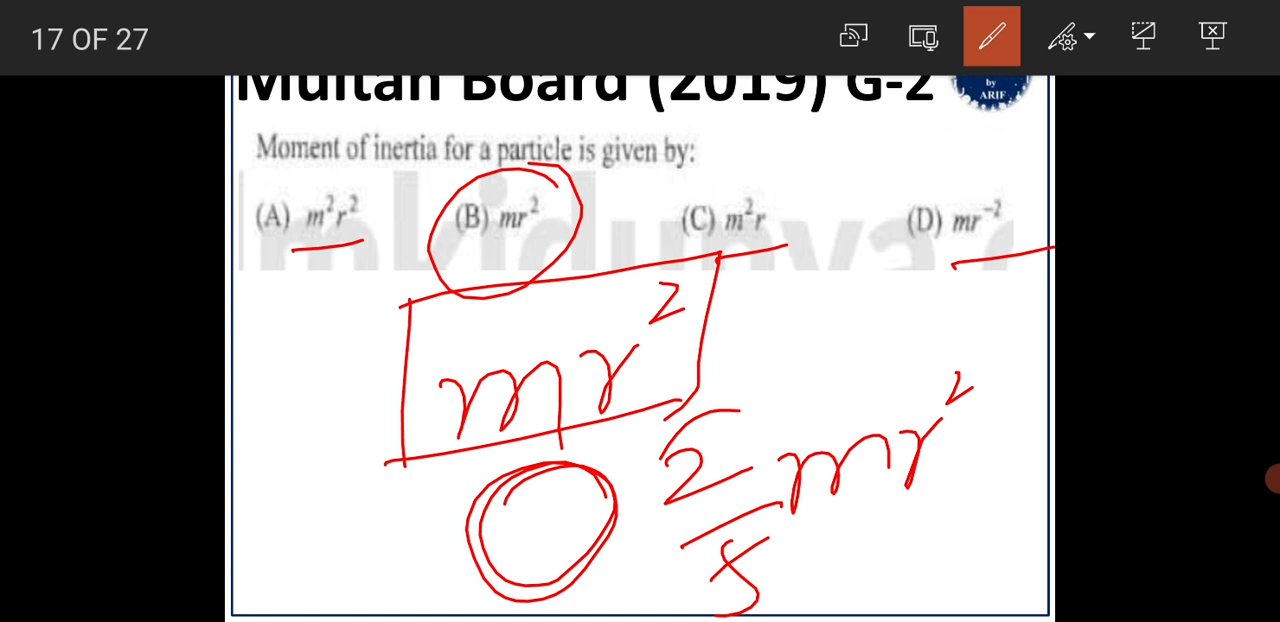 17 OF 27
Multan Board (2019) G-2
by
ARIF
Moment of inertia for a particle is given by:
(A) m²r² (B) mr² (C) m²r (D) mr⁻²
mr²
2/5 mr²